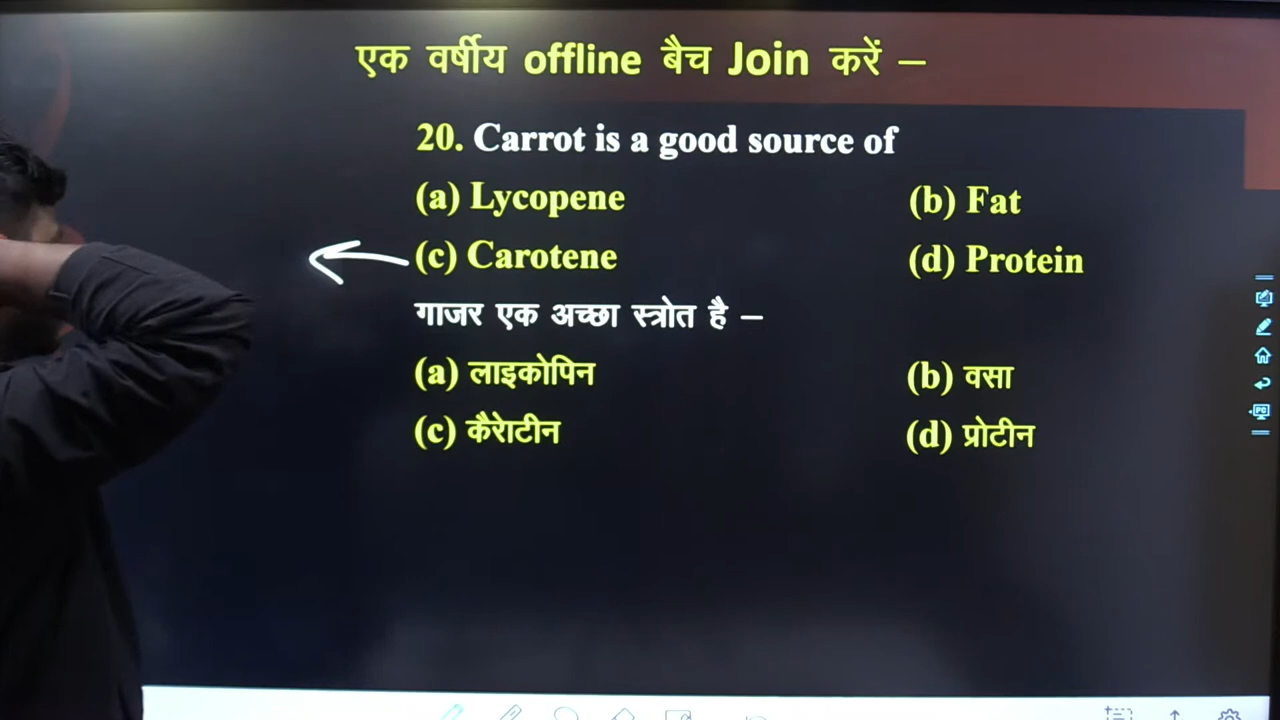 एक वर्षीय offline बैच Join करें –
20. Carrot is a good source of
(a) Lycopene (b) Fat
(c) Carotene (d) Protein
गाजर एक अच्छा स्त्रोत है –
(a) लाइकोपिन (b) वसा
(c) कैरोटीन (d) प्रोटीन